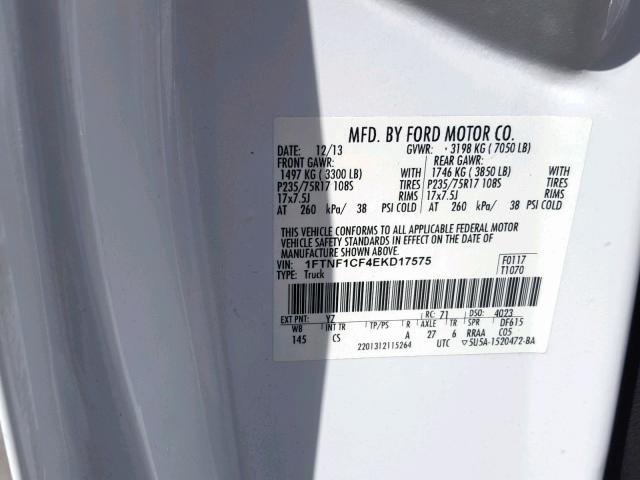 MFD. BY FORD MOTOR CO.
DATE: 12/13 GVWR: 3198 KG ( 7050 LB)
FRONT GAWR: REAR GAWR:
1497 KG ( 3300 LB) WITH 1746 KG ( 3850 LB) WITH
P235/75R17 108S TIRES P235/75R17 108S TIRES
17x7.5J RIMS 17x7.5J RIMS
AT 260 kPa/ 38 PSI COLD AT 260 kPa/ 38 PSI COLD
THIS VEHICLE CONFORMS TO ALL APPLICABLE FEDERAL MOTOR
VEHICLE SAFETY STANDARDS IN EFFECT ON THE DATE OF
MANUFACTURE SHOWN ABOVE.
VIN: 1FTNF1CF4EKD17575 F0117
TYPE: Truck T1070
EXT PNT: YZ RC: 71 DSO: 4023
WB INT TR TP/PS R AXLE TR SPR DF615
145 CS A 27 6 RRAA C05
2201312115264 UTC ▽5U5A-1520472-BA